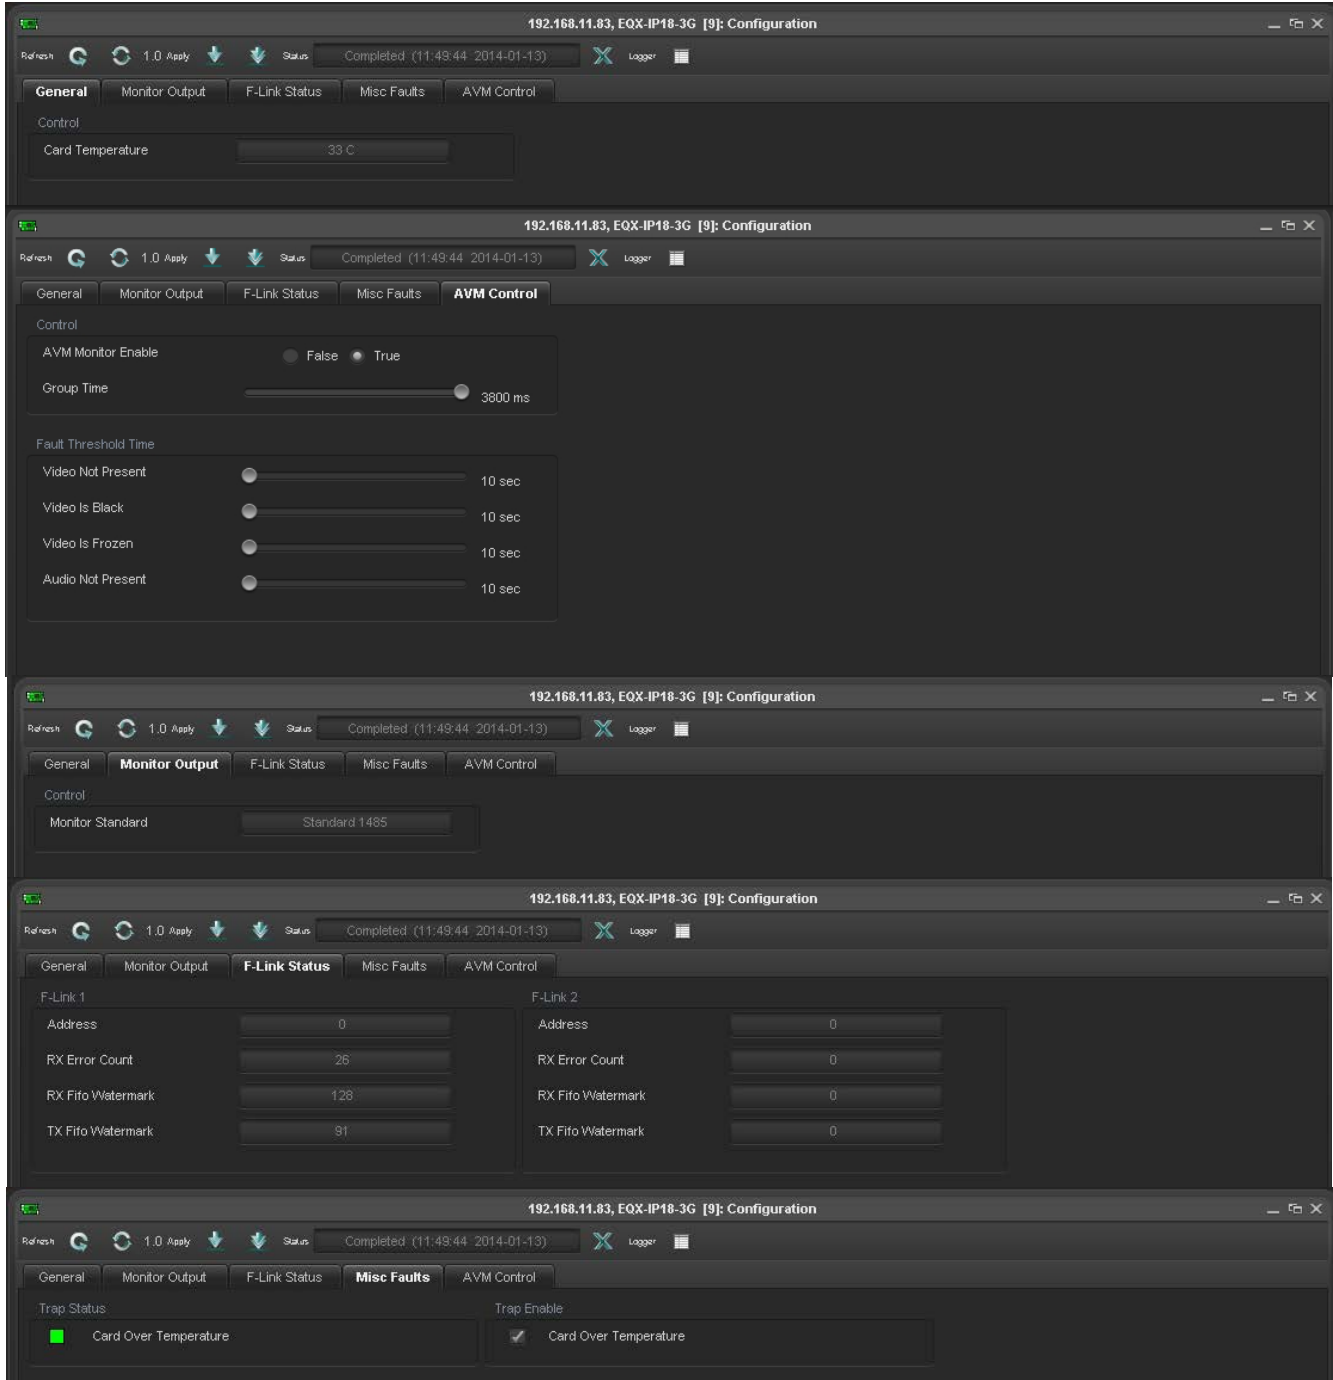 192.168.11.83, EQX-IP18-3G [9]: Configuration
Refresh 1.0 Apply Status Completed (11:49:44 2014-01-13) Logger
General Monitor Output F-Link Status Misc Faults AVM Control
Control
Card Temperature 33 C
192.168.11.83, EQX-IP18-3G [9]: Configuration
Refresh 1.0 Apply Status Completed (11:49:44 2014-01-13) Logger
General Monitor Output F-Link Status Misc Faults AVM Control
Control
AVM Monitor Enable False True
Group Time 3800 ms
Fault Threshold Time
Video Not Present 10 sec
Video Is Black 10 sec
Video Is Frozen 10 sec
Audio Not Present 10 sec
192.168.11.83, EQX-IP18-3G [9]: Configuration
Refresh 1.0 Apply Status Completed (11:49:44 2014-01-13) Logger
General Monitor Output F-Link Status Misc Faults AVM Control
Control
Monitor Standard Standard 1485
192.168.11.83, EQX-IP18-3G [9]: Configuration
Refresh 1.0 Apply Status Completed (11:49:44 2014-01-13) Logger
General Monitor Output F-Link Status Misc Faults AVM Control
F-Link 1 F-Link 2
Address 0 Address 0
RX Error Count 26 RX Error Count 0
RX Fifo Watermark 128 RX Fifo Watermark 0
TX Fifo Watermark 91 TX Fifo Watermark 0
192.168.11.83, EQX-IP18-3G [9]: Configuration
Refresh 1.0 Apply Status Completed (11:49:44 2014-01-13) Logger
General Monitor Output F-Link Status Misc Faults AVM Control
Trap Status Trap Enable
Card Over Temperature Card Over Temperature